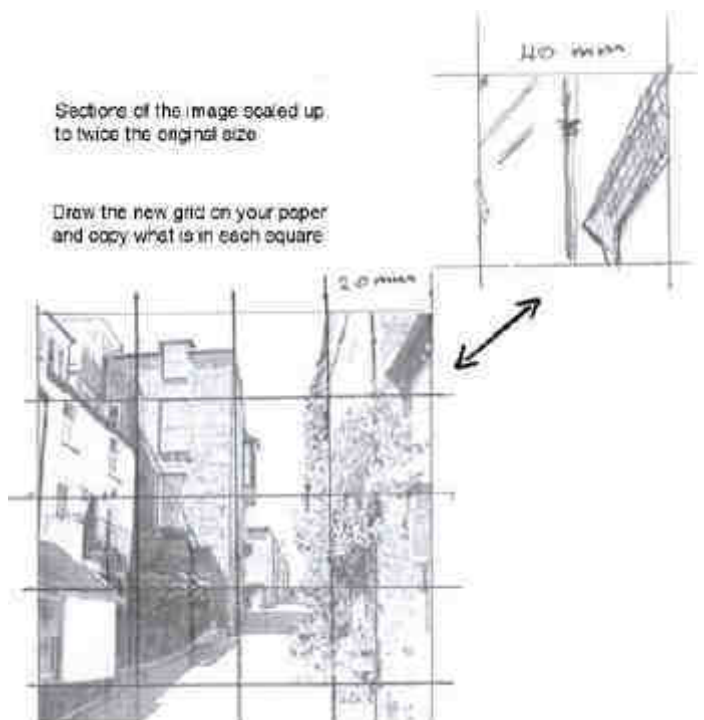 40 mm
Sections of the image scaled up
to twice the original size
Draw the new grid on your paper
and copy what is in each square
20 mm